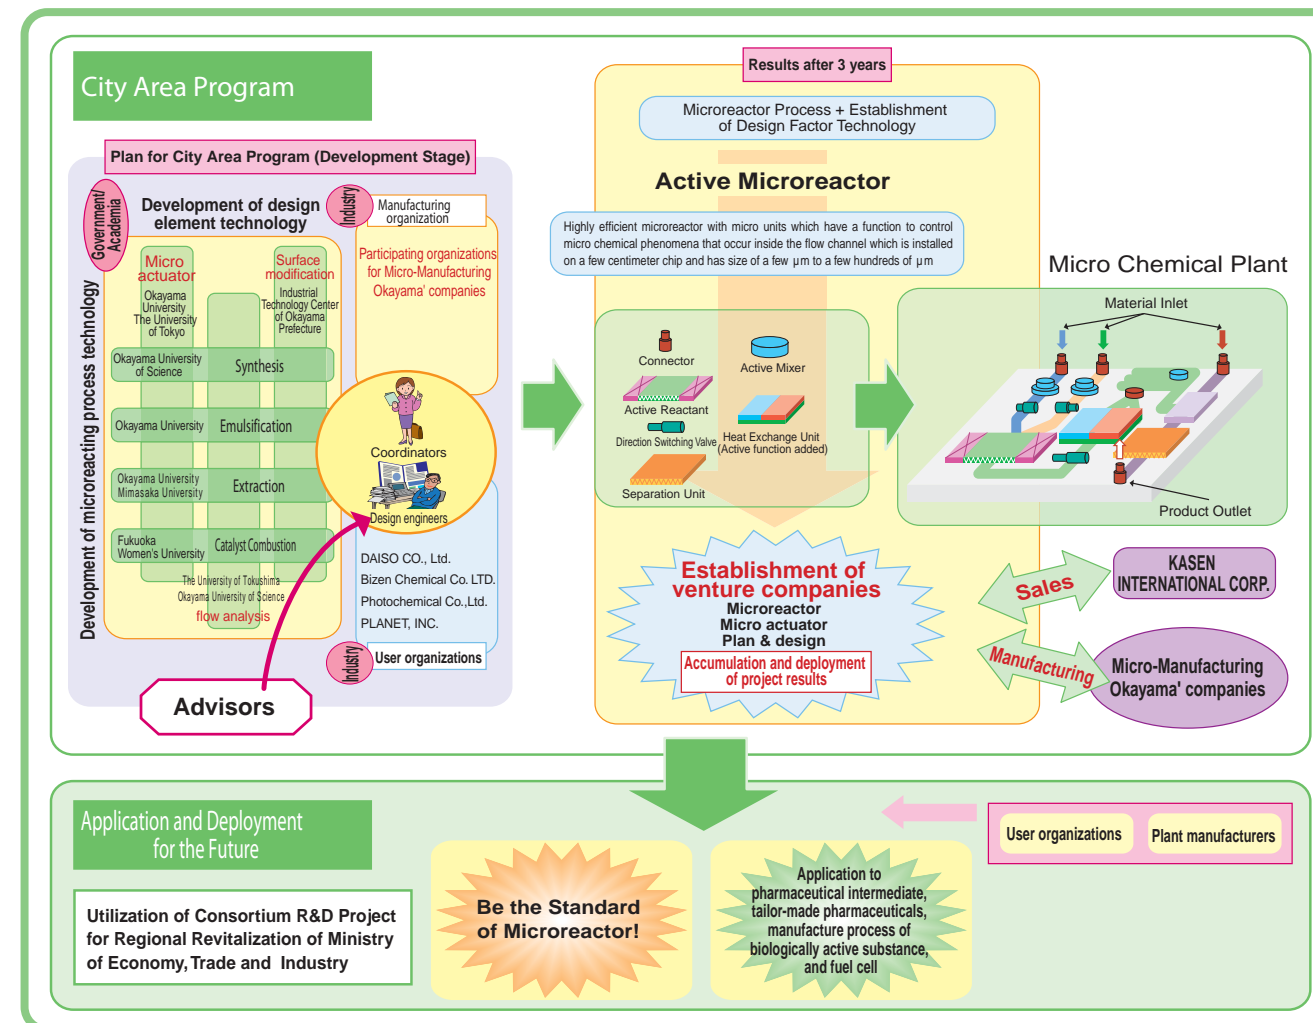 City Area Program
Plan for City Area Program (Development Stage)
Government/
Academia
Development of design
element technology
Development of microreacting process technology
Micro
actuator
Okayama
University
The University
of Tokyo
Surface
modification
Industrial
Technology Center
of Okayama
Prefecture
Okayama University
of Science
Synthesis
Okayama University
Emulsification
Okayama University
Mimasaka University
Extraction
Fukuoka
Women's University
Catalyst Combustion
The University of Tokushima
Okayama University of Science
flow analysis
Industry
Manufacturing
organization
Participating organizations
for Micro-Manufacturing
Okayama' companies
Coordinators
Design engineers
DAISO CO., Ltd.
Bizen Chemical Co. LTD.
Photochemical Co.,Ltd.
PLANET, INC.
Industry
User organizations
Advisors
Results after 3 years
Microreactor Process + Establishment
of Design Factor Technology
Active Microreactor
Highly efficient microreactor with micro units which have a function to control
micro chemical phenomena that occur inside the flow channel which is installed
on a few centimeter chip and has size of a few μm to a few hundreds of μm
Connector
Active Mixer
Active Reactant
Direction Switching Valve
Heat Exchange Unit
(Active function added)
Separation Unit
Establishment of
venture companies
Microreactor
Micro actuator
Plan & design
Accumulation and deployment
of project results
Micro Chemical Plant
Material Inlet
Product Outlet
Sales
KASEN
INTERNATIONAL CORP.
Manufacturing
Micro-Manufacturing
Okayama' companies
Application and Deployment
for the Future
Utilization of Consortium R&D Project
for Regional Revitalization of Ministry
of Economy, Trade and Industry
Be the Standard
of Microreactor!
Application to
pharmaceutical intermediate,
tailor-made pharmaceuticals,
manufacture process of
biologically active substance,
and fuel cell
User organizations
Plant manufacturers